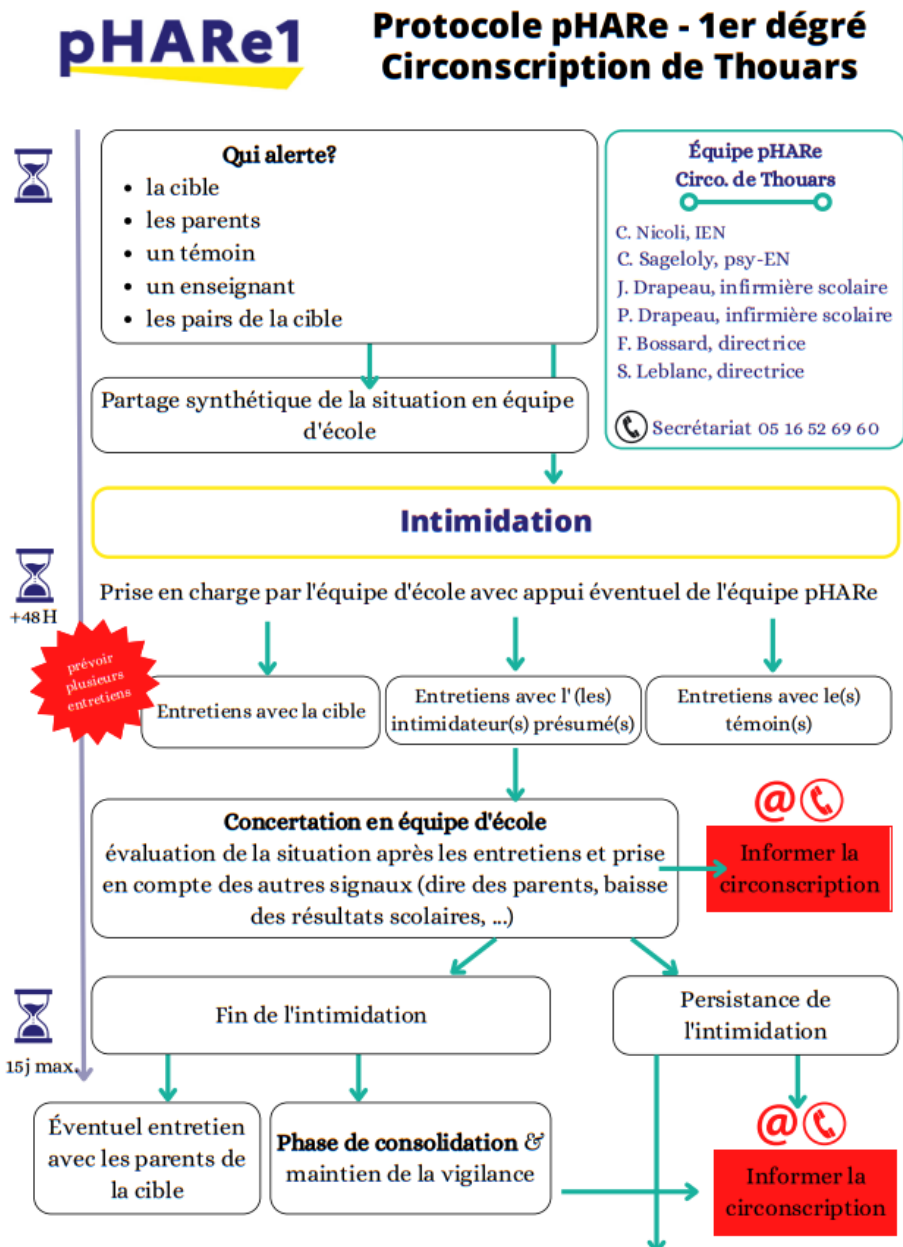 pHARe1
Protocole pHARe - 1er dégré
Circonscription de Thouars
Qui alerte?
• la cible
• les parents
• un témoin
• un enseignant
• les pairs de la cible
Équipe pHARe
Circo. de Thouars
C. Nicoli, IEN
C. Sageloly, psy-EN
J. Drapeau, infirmière scolaire
P. Drapeau, infirmière scolaire
F. Bossard, directrice
S. Leblanc, directrice
Secrétariat 05 16 52 69 60
Partage synthétique de la situation en équipe
d'école
Intimidation
+48H
Prise en charge par l'équipe d'école avec appui éventuel de l'équipe pHARe
prévoir
plusieurs
entretiens
Entretiens avec la cible
Entretiens avec l' (les)
intimidateur(s) présumé(s)
Entretiens avec le(s)
témoin(s)
Concertation en équipe d'école
évaluation de la situation après les entretiens et prise
en compte des autres signaux (dire des parents, baisse
des résultats scolaires, ...)
@
Informer la
circonscription
15j max.
Fin de l'intimidation
Persistance de
l'intimidation
Éventuel entretien
avec les parents de
la cible
Phase de consolidation &
maintien de la vigilance
@
Informer la
circonscription